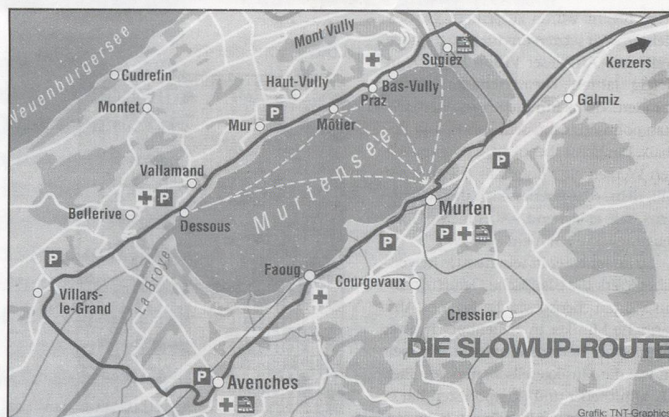 Neuenburgersee
Mont Vully
Sugiez
Kerzers
Cudrefin
Haut-Vully
Bas-Vully
Praz
Galmiz
Montet
P
Mur
Môtier
Vallamand
P
Murtensee
P
Bellerive
Dessous
Murten
P
P
P
La Broye
Faoug
Courgevaux
Villars-
le-Grand
Cressier
DIE SLOWUP-ROUTE
P
Avenches
Grafik: TNT-Graphics